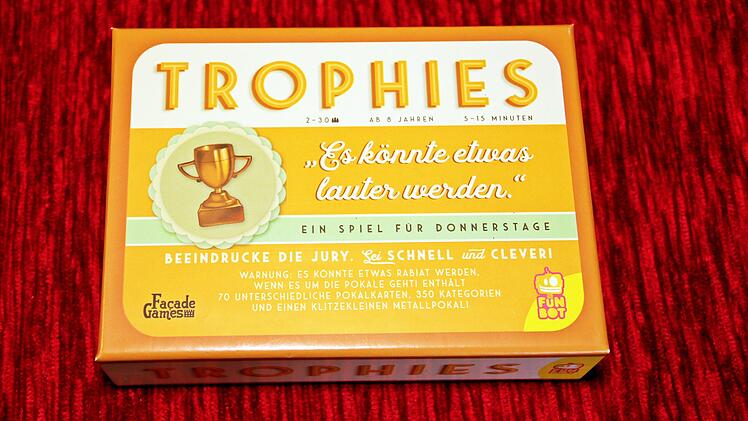 TROPHIES
2–30 AB 8 JAHREN 5–15 MINUTEN
„Es könnte etwas
lauter werden.“
EIN SPIEL FÜR DONNERSTAGE
BEEINDRUCKE DIE JURY. Sei SCHNELL und CLEVER!
WARNUNG: ES KÖNNTE ETWAS RABIAT WERDEN,
WENN ES UM DIE POKALE GEHT! ENTHÄLT
70 UNTERSCHIEDLICHE POKALKARTEN, 350 KATEGORIEN
UND EINEN KLITZEKLEINEN METALLPOKAL!
Façade
Games
FUN
BOT
TROPHIES